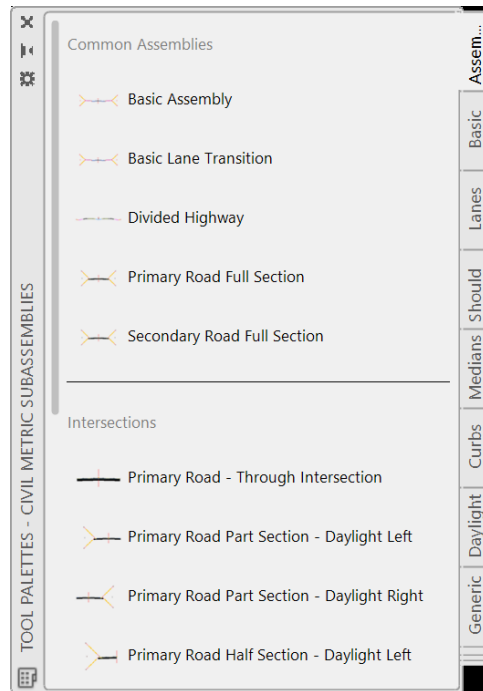 Common Assemblies
Basic Assembly
Basic Lane Transition
Divided Highway
Primary Road Full Section
Secondary Road Full Section
Intersections
Primary Road - Through Intersection
Primary Road Part Section - Daylight Left
Primary Road Part Section - Daylight Right
Primary Road Half Section - Daylight Left
TOOL PALETTES - CIVIL METRIC SUBASSEMBLIES
Assem...
Basic
Lanes
Should
Medians
Curbs
Daylight
Generic